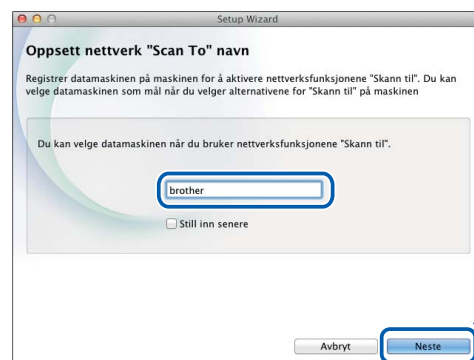 Setup Wizard
Oppsett nettverk "Scan To" navn
Registrer datamaskinen på maskinen for å aktivere nettverksfunksjonene "Skann til". Du kan
velge datamaskinen som mål når du velger alternativene for "Skann til" på maskinen
Du kan velge datamaskinen når du bruker nettverksfunksjonene "Skann til".
brother
Still inn senere
Avbryt Neste